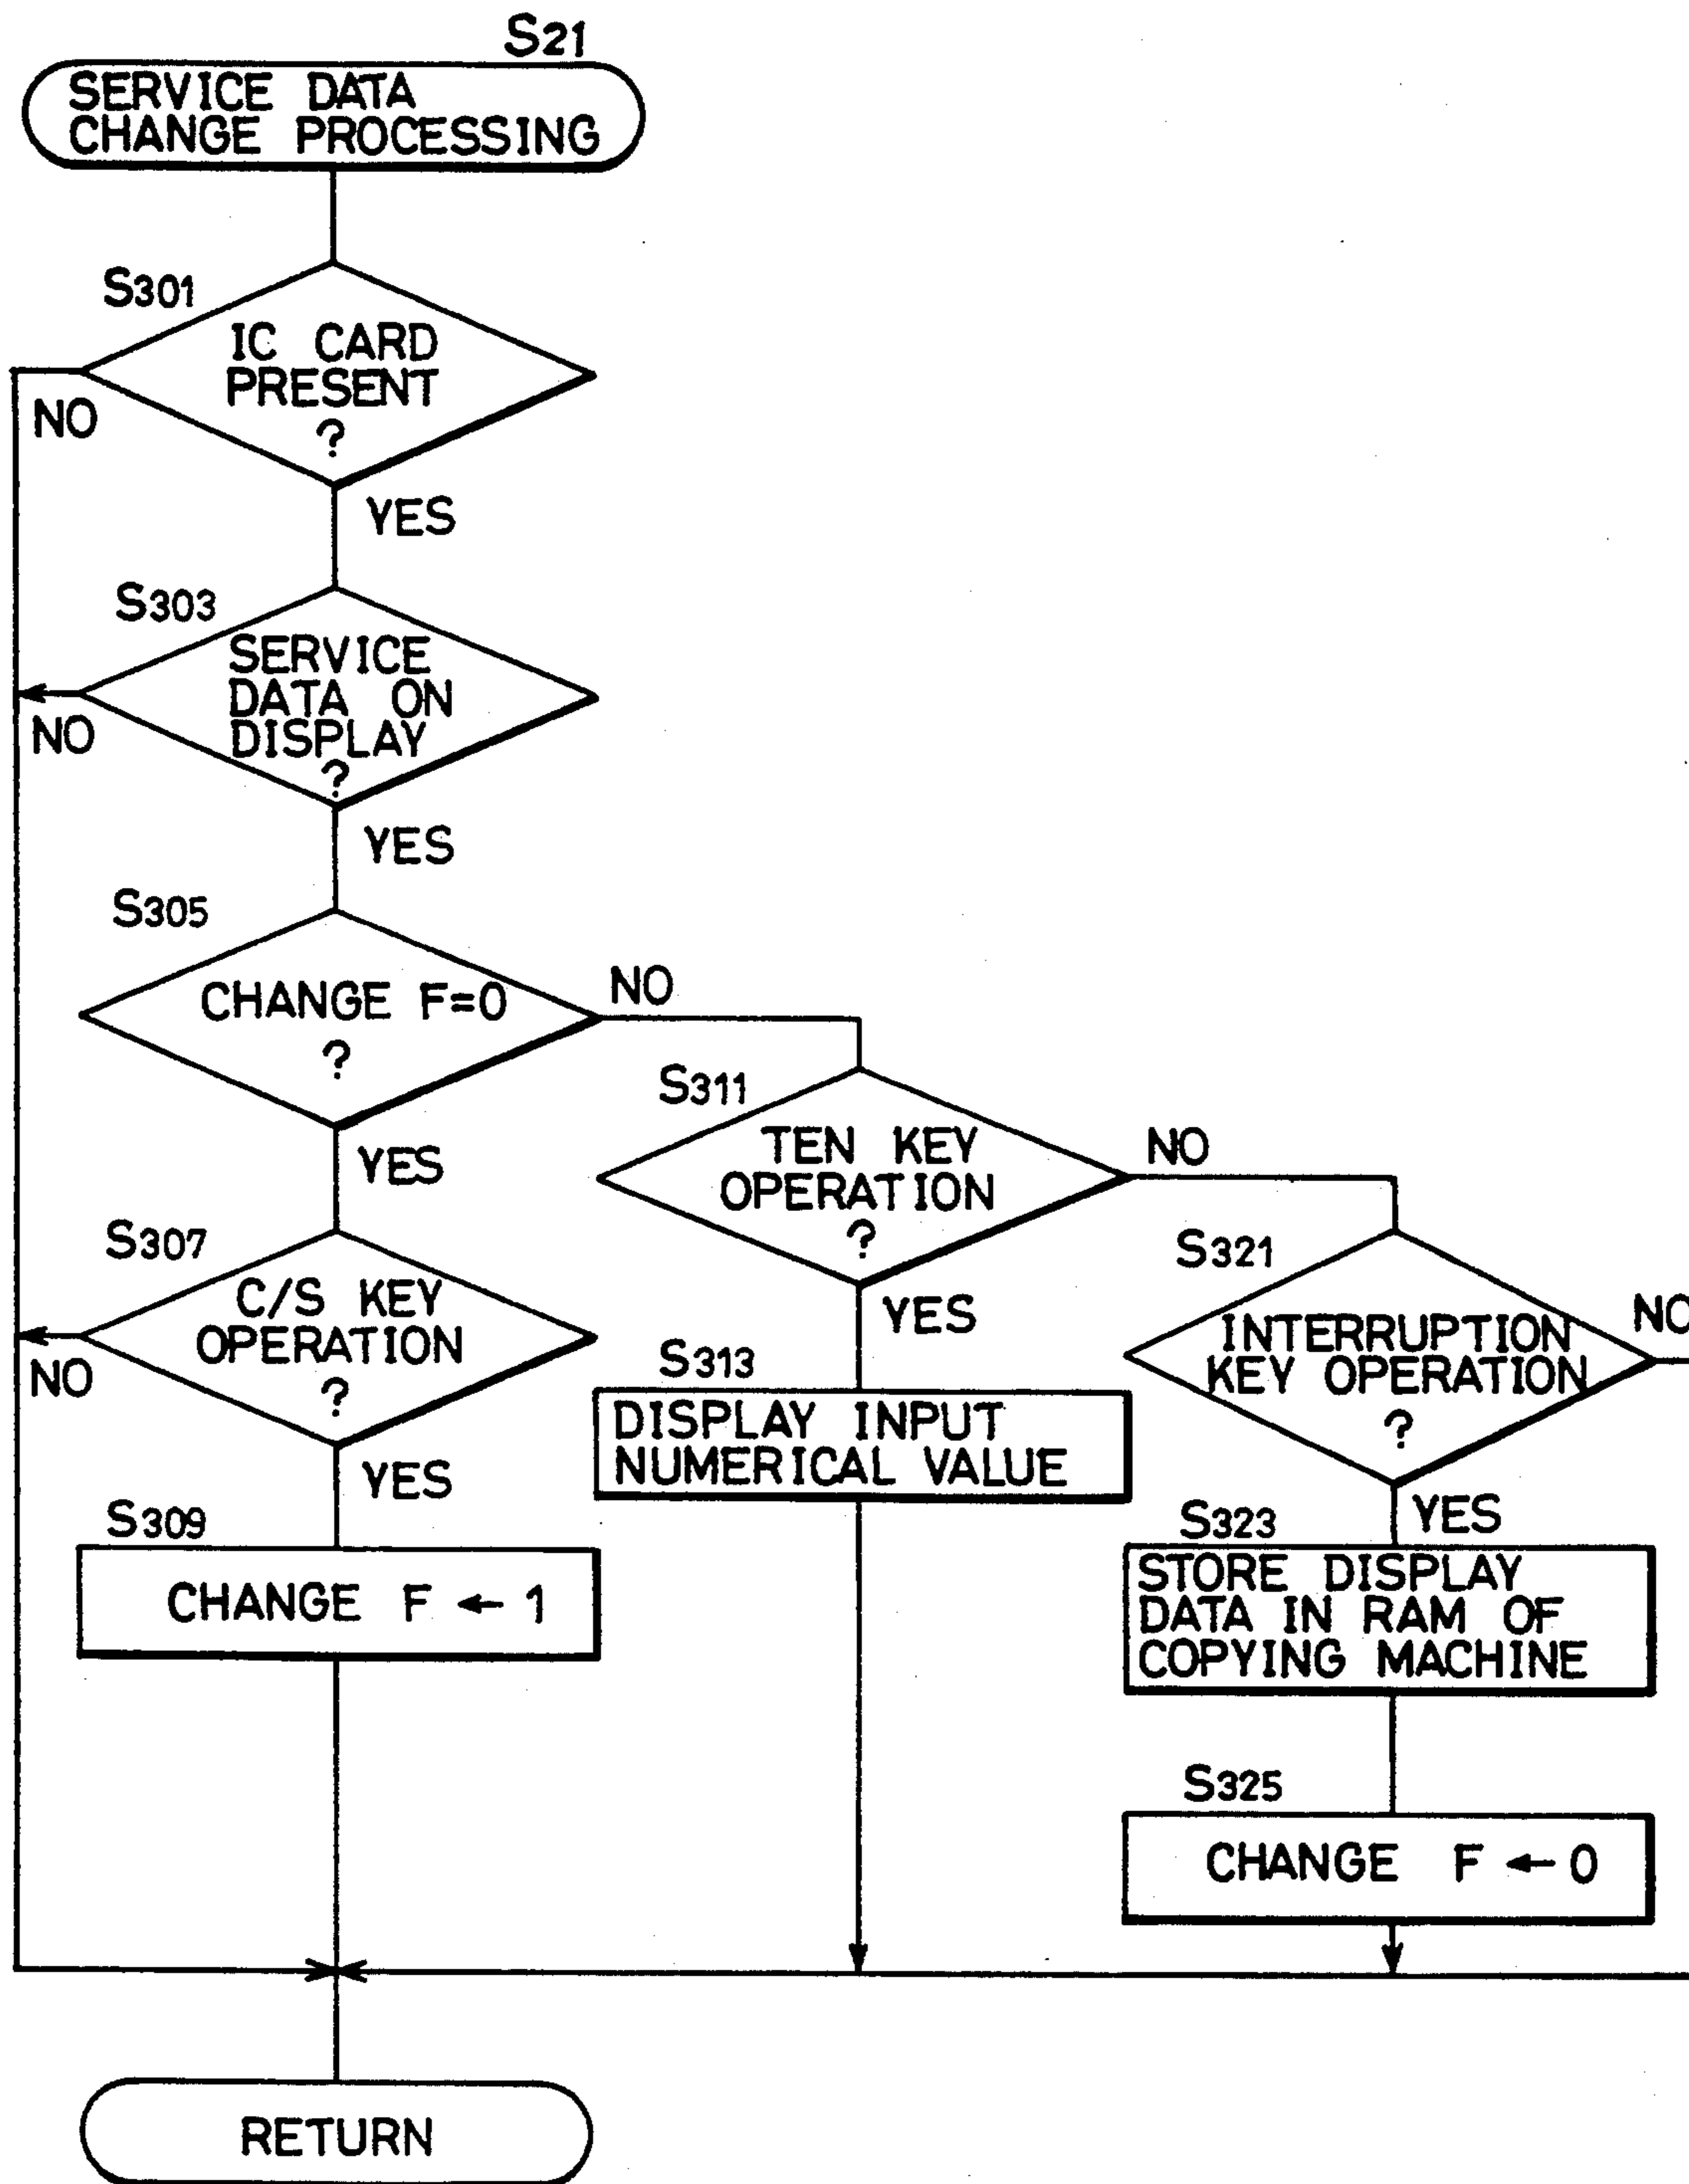 S21
SERVICE DATA
CHANGE PROCESSING
S301
IC CARD
PRESENT
?
NO
YES
S303
SERVICE
DATA ON
DISPLAY
?
NO
YES
S305
CHANGE F=0
?
NO
YES
S307
C/S KEY
OPERATION
?
NO
YES
S309
CHANGE F ← 1
S311
TEN KEY
OPERATION
?
NO
YES
S313
DISPLAY INPUT
NUMERICAL VALUE
S321
INTERRUPTION
KEY OPERATION
?
NO
YES
S323
STORE DISPLAY
DATA IN RAM OF
COPYING MACHINE
S325
CHANGE F ← 0
RETURN